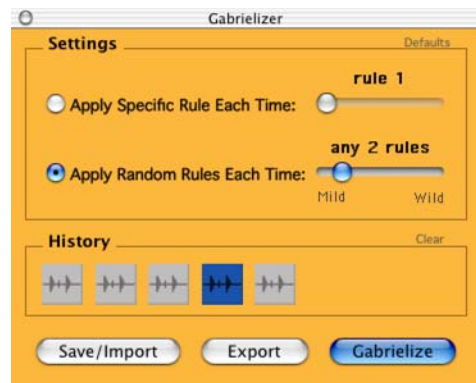 Gabrielizer
Settings Defaults
rule 1
Apply Specific Rule Each Time:
any 2 rules
Apply Random Rules Each Time:
Mild Wild
History Clear
Save/Import Export Gabrielize